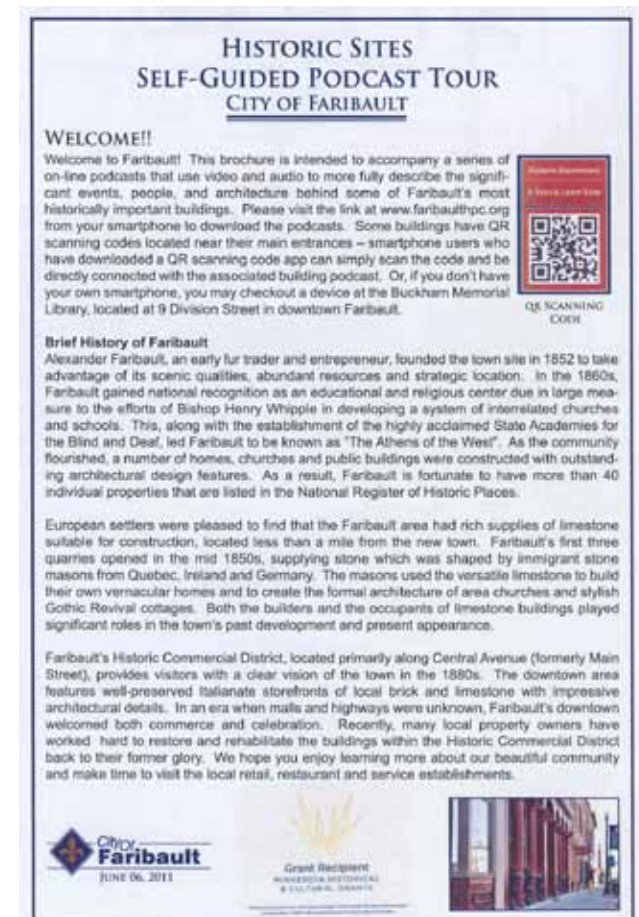 HISTORIC SITES
SELF-GUIDED PODCAST TOUR
CITY OF FARIBAULT
WELCOME!!
Welcome to Faribault! This brochure is intended to accompany a series of
on-line podcasts that use video and audio to more fully describe the signifi-
cant events, people, and architecture behind some of Faribault's most
historically important buildings. Please visit the link at www.faribaulthpc.org
from your smartphone to download the podcasts. Some buildings have QR
scanning codes located near their main entrances – smartphone users who
have downloaded a QR scanning code app can simply scan the code and be
directly connected with the associated building podcast. Or, if you don't have
your own smartphone, you may checkout a device at the Buckham Memorial
Library, located at 9 Division Street in downtown Faribault.
QR SCANNING
CODE
Brief History of Faribault
Alexander Faribault, an early fur trader and entrepreneur, founded the town site in 1852 to take
advantage of its scenic qualities, abundant resources and strategic location. In the 1860s,
Faribault gained national recognition as an educational and religious center due in large mea-
sure to the efforts of Bishop Henry Whipple in developing a system of interrelated churches
and schools. This, along with the establishment of the highly acclaimed State Academies for
the Blind and Deaf, led Faribault to be known as "The Athens of the West". As the community
flourished, a number of homes, churches and public buildings were constructed with outstand-
ing architectural design features. As a result, Faribault is fortunate to have more than 40
individual properties that are listed in the National Register of Historic Places.
European settlers were pleased to find that the Faribault area had rich supplies of limestone
suitable for construction, located less than a mile from the new town. Faribault's first three
quarries opened in the mid 1850s, supplying stone which was shaped by immigrant stone
masons from Quebec, Ireland and Germany. The masons used the versatile limestone to build
their own vernacular homes and to create the formal architecture of area churches and stylish
Gothic Revival cottages. Both the builders and the occupants of limestone buildings played
significant roles in the town's past development and present appearance.
Faribault's Historic Commercial District, located primarily along Central Avenue (formerly Main
Street), provides visitors with a clear vision of the town in the 1880s. The downtown area
features well-preserved Italianate storefronts of local brick and limestone with impressive
architectural details. In an era when malls and highways were unknown, Faribault's downtown
welcomed both commerce and celebration. Recently, many local property owners have
worked hard to restore and rehabilitate the buildings within the Historic Commercial District
back to their former glory. We hope you enjoy learning more about our beautiful community
and make time to visit the local retail, restaurant and service establishments.
City of
Faribault
JUNE 06, 2011
Grant Recipient
MINNESOTA HISTORICAL
& CULTURAL GRANTS